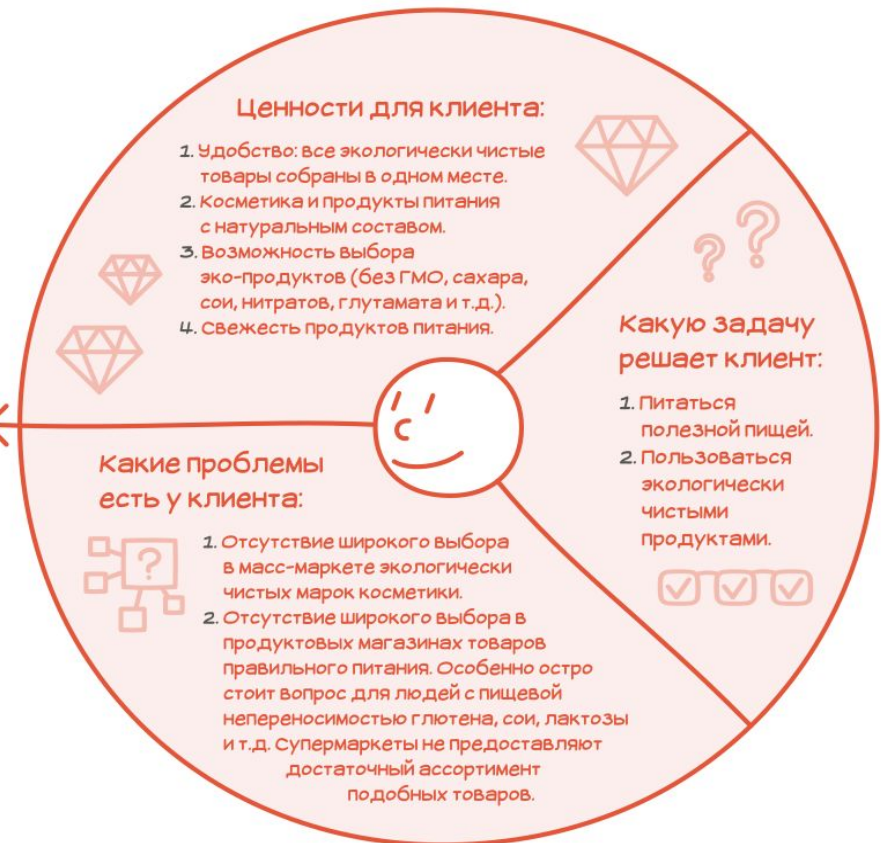 Ценности для клиента:
1. Удобство: все экологически чистые
товары собраны в одном месте.
2. Косметика и продукты питания
с натуральным составом.
3. Возможность выбора
эко-продуктов (без ГМО, сахара,
сои, нитратов, глутамата и т.д.).
4. Свежесть продуктов питания.
? ?
Какую задачу
решает клиент:
1. Питаться
полезной пищей.
2. Пользоваться
экологически
чистыми
продуктами.
Какие проблемы
есть у клиента:
?
1. Отсутствие широкого выбора
в масс-маркете экологически
чистых марок косметики.
2. Отсутствие широкого выбора в
продуктовых магазинах товаров
правильного питания. Особенно остро
стоит вопрос для людей с пищевой
непереносимостью глютена, сои, лактозы
и т.д. Супермаркеты не предоставляют
достаточный ассортимент
подобных товаров.